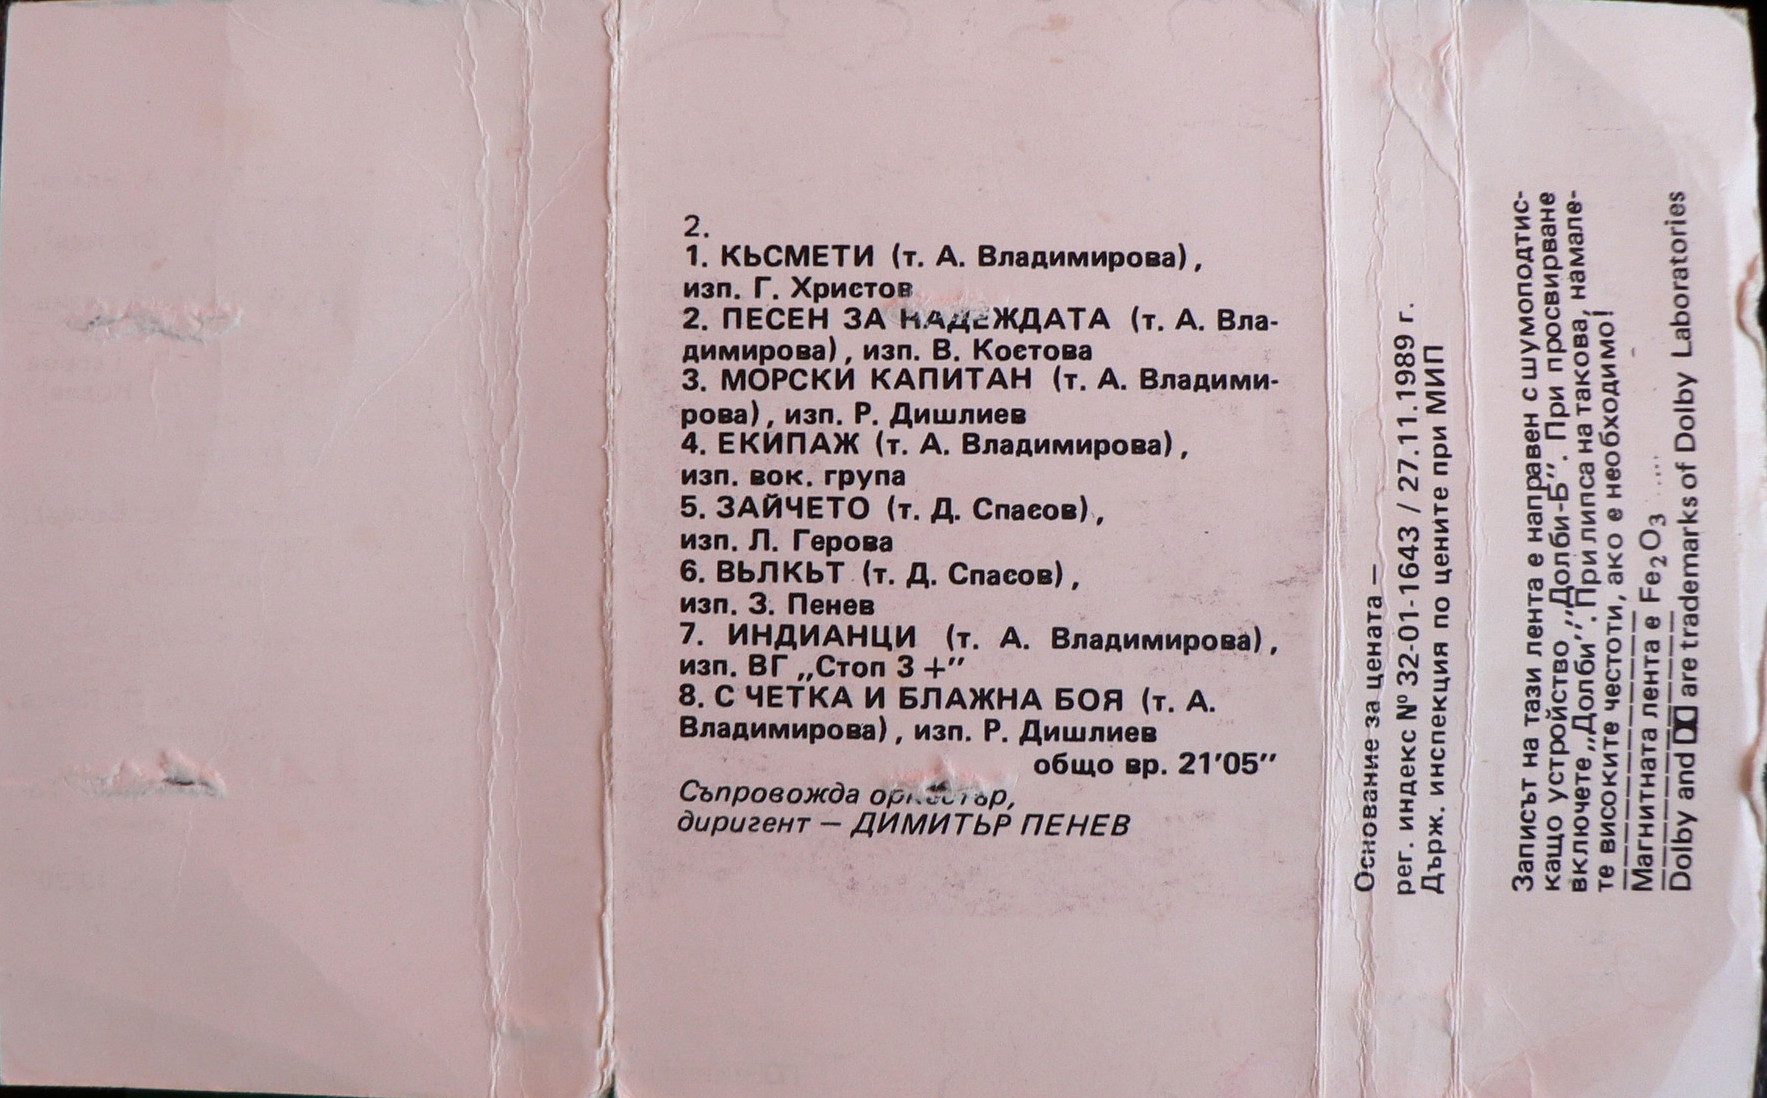 2.
1. КЪСМЕТИ (т. А. Владимирова),
изп. Г. Христов
2. ПЕСЕН ЗА НАДЕЖДАТА (т. А. Вла-
димирова), изп. В. Костова
3. МОРСКИ КАПИТАН (т. А. Владими-
рова), изп. Р. Дишлиев
4. ЕКИПАЖ (т. А. Владимирова),
изп. вок. група
5. ЗАЙЧЕТО (т. Д. Спасов),
изп. Л. Герова
6. ВЪЛКЪТ (т. Д. Спасов),
изп. З. Пенев
7. ИНДИАНЦИ (т. А. Владимирова),
изп. ВГ „Стоп 3 +”
8. С ЧЕТКА И БЛАЖНА БОЯ (т. А.
Владимирова), изп. Р. Дишлиев
общо вр. 21'05''
Съпровожда оркестър,
диригент — ДИМИТЪР ПЕНЕВ
Основание за цената —
рег. индекс № 32-01-1643 / 27.11.1989 г.
Държ. инспекция по цените при МИП
Записът на тази лента е направен с шумоподтис-
кащо устройство „Долби-Б”. При просвирване
включете „Долби”. При липса на такова, намале-
те високите честоти, ако е необходимо!
Магнитната лента е Fe2O3
Dolby and are trademarks of Dolby Laboratories